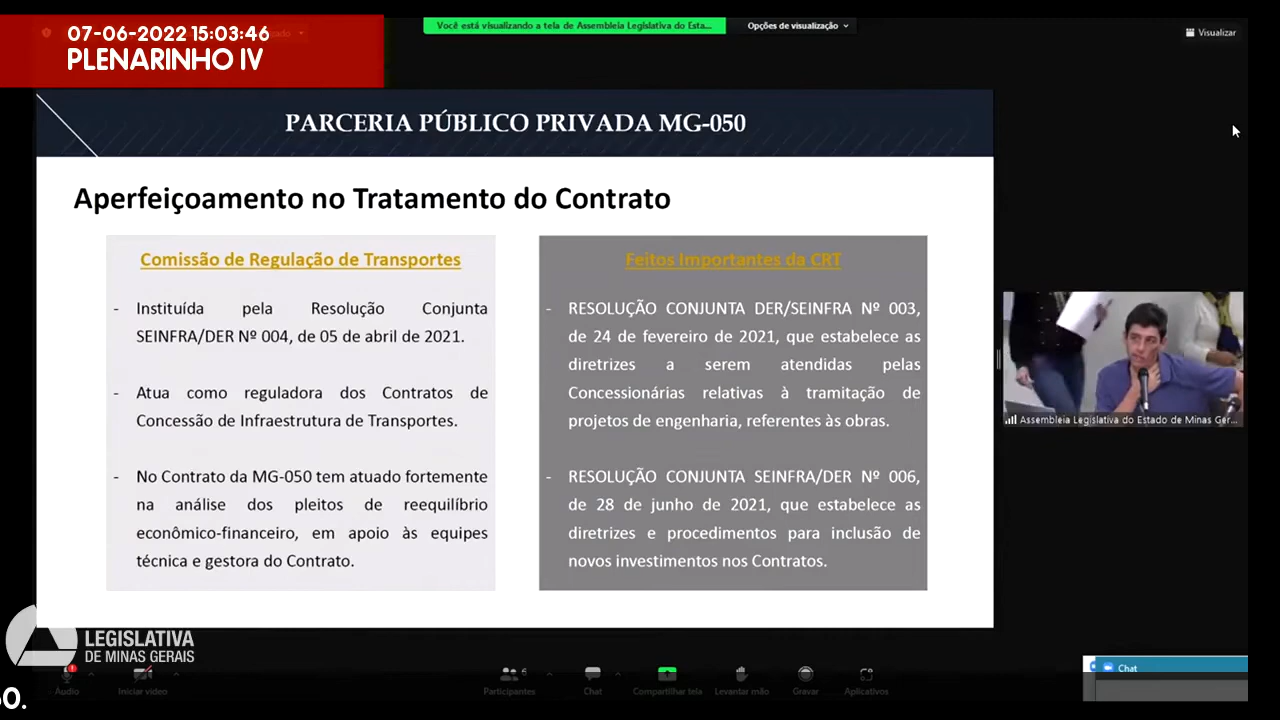 07-06-2022 15:03:46
PLENARINHO IV
Você está visualizando a tela de Assembleia Legislativa do Esta...
Opções de visualização
Visualizar
PARCERIA PÚBLICO PRIVADA MG-050
Aperfeiçoamento no Tratamento do Contrato
Comissão de Regulação de Transportes
- Instituída pela Resolução Conjunta
SEINFRA/DER Nº 004, de 05 de abril de 2021.
- Atua como reguladora dos Contratos de
Concessão de Infraestrutura de Transportes.
- No Contrato da MG-050 tem atuado fortemente
na análise dos pleitos de reequilíbrio
econômico-financeiro, em apoio às equipes
técnica e gestora do Contrato.
Feitos Importantes da CRT
- RESOLUÇÃO CONJUNTA DER/SEINFRA Nº 003,
de 24 de fevereiro de 2021, que estabelece as
diretrizes a serem atendidas pelas
Concessionárias relativas à tramitação de
projetos de engenharia, referentes às obras.
- RESOLUÇÃO CONJUNTA SEINFRA/DER Nº 006,
de 28 de junho de 2021, que estabelece as
diretrizes e procedimentos para inclusão de
novos investimentos nos Contratos.
Assembleia Legislativa do Estado de Minas Ger...
LEGISLATIVA
DE MINAS GERAIS
Áudio
Iniciar vídeo
Participantes
6
Chat
Compartilhar tela
Levantar mão
Gravar
Aplicativos
Chat